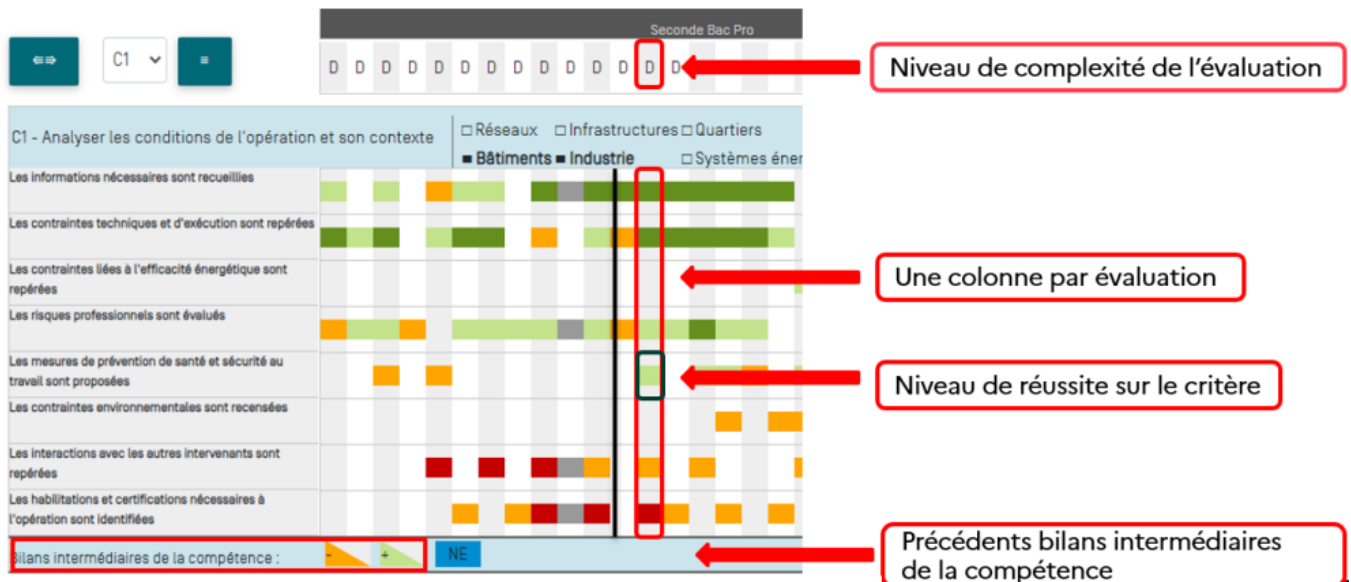 Seconde Bac Pro
C1
D D D D D D D D D D D D D D
Niveau de complexité de l'évaluation
C1 - Analyser les conditions de l'opération et son contexte
□ Réseaux □ Infrastructures □ Quartiers
■ Bâtiments ■ Industrie □ Systèmes éner
Les informations nécessaires sont recueillies
Les contraintes techniques et d'exécution sont repérées
Les contraintes liées à l'efficacité énergétique sont
repérées
Une colonne par évaluation
Les risques professionnels sont évalués
Les mesures de prévention de santé et sécurité au
travail sont proposées
Niveau de réussite sur le critère
Les contraintes environnementales sont recensées
Les interactions avec les autres intervenants sont
repérées
Les habilitations et certifications nécessaires à
l'opération sont identifiées
Bilans intermédiaires de la compétence :
- + NE
Précédents bilans intermédiaires
de la compétence